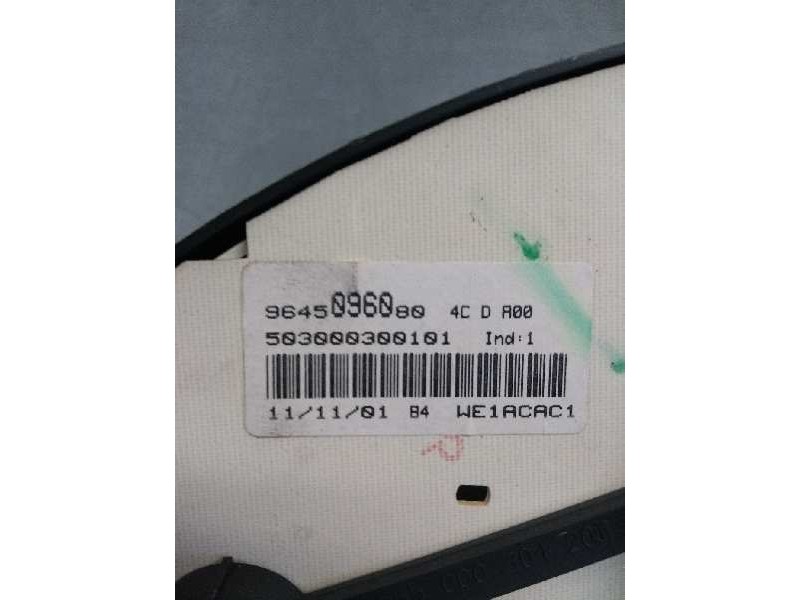 9645096080 4C D A00
503000300101 Ind:1
11/11/01 B4 WE1ACAC1